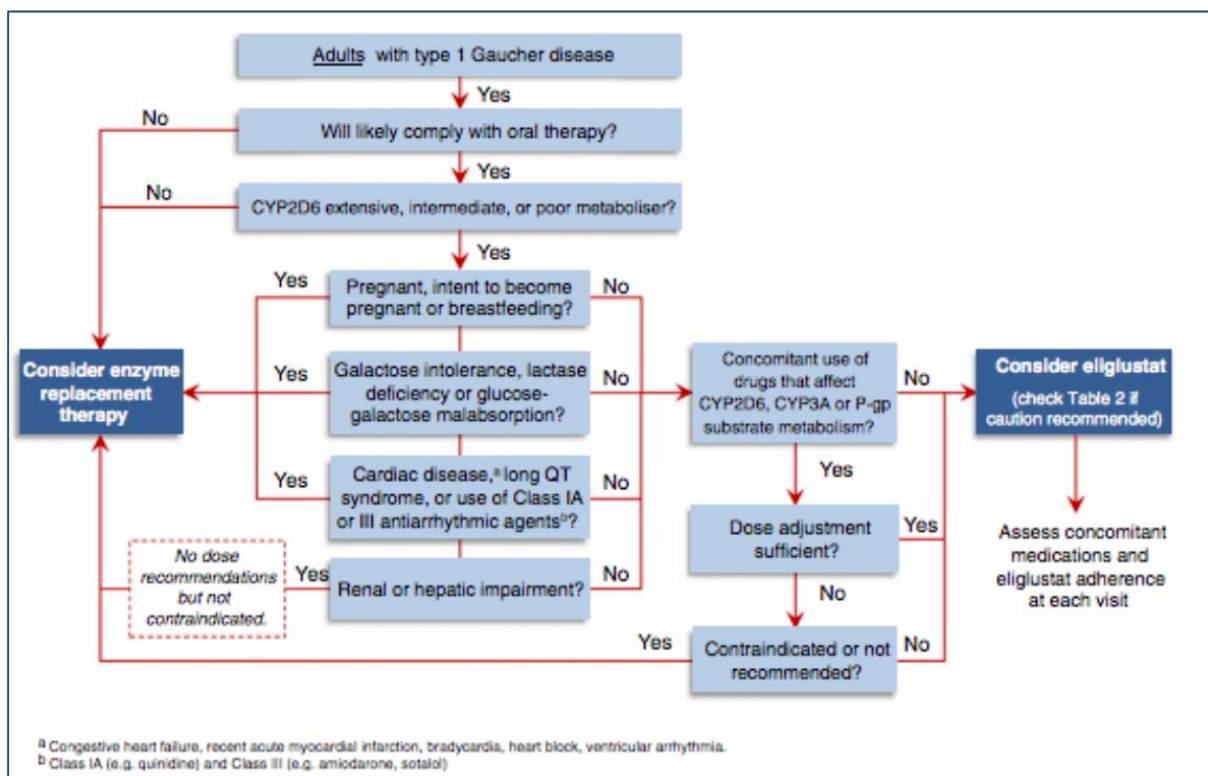 Adults with type 1 Gaucher disease
Yes
No
Will likely comply with oral therapy?
Yes
No
CYP2D6 extensive, intermediate, or poor metaboliser?
Yes
Yes
Pregnant, intent to become
pregnant or breastfeeding?
No
Consider enzyme
replacement
therapy
Yes
Galactose intolerance, lactase
deficiency or glucose-
galactose malabsorption?
No
Concomitant use of
drugs that affect
CYP2D6, CYP3A or P-gp
substrate metabolism?
No
Consider eliglustat
(check Table 2 if
caution recommended)
Yes
Yes
Cardiac disease,ᵃ long QT
syndrome, or use of Class IA
or III antiarrhythmic agentsᵇ?
No
Dose adjustment
sufficient?
Yes
Assess concomitant
medications and
eliglustat adherence
at each visit
No dose
recommendations
but not
contraindicated.
Yes
Renal or hepatic impairment?
No
No
Yes
Contraindicated or not
recommended?
No
ᵃ Congestive heart failure, recent acute myocardial infarction, bradycardia, heart block, ventricular arrhythmia.
ᵇ Class IA (e.g. quinidine) and Class III (e.g. amiodarone, sotalol)